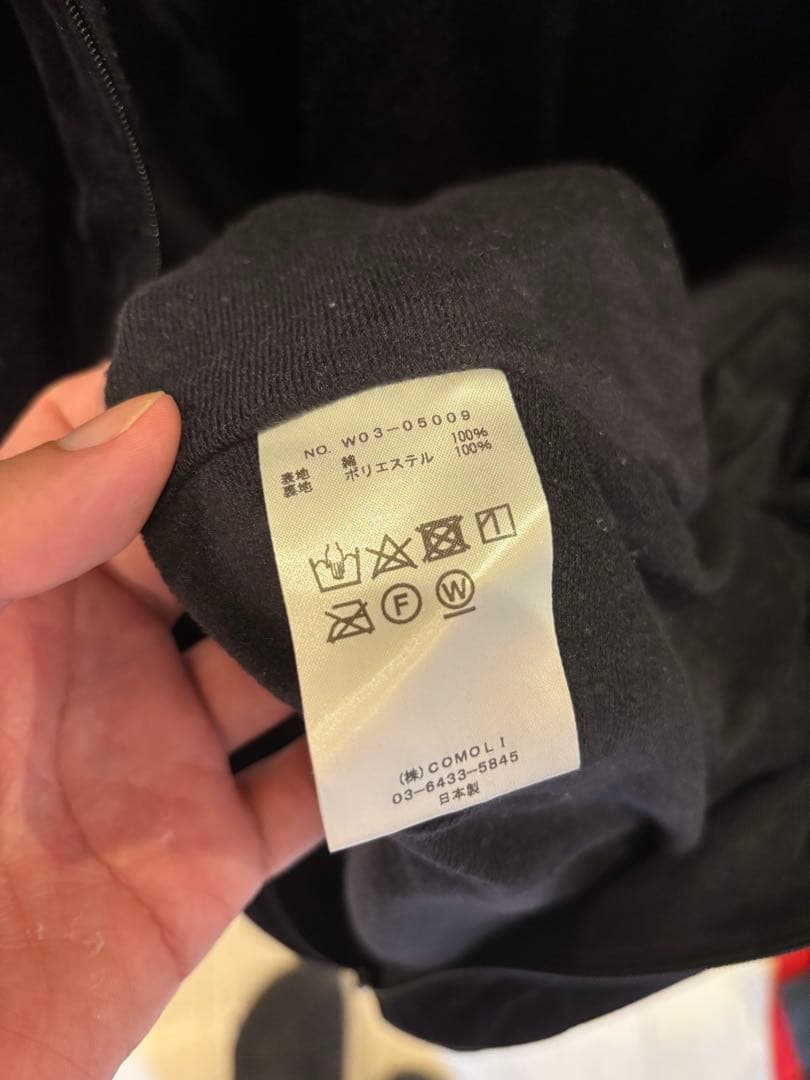 NO. W03-05009
表地 綿 100%
裏地 ポリエステル 100%
F W
(株)COMOLI
03-6433-5845
日本製